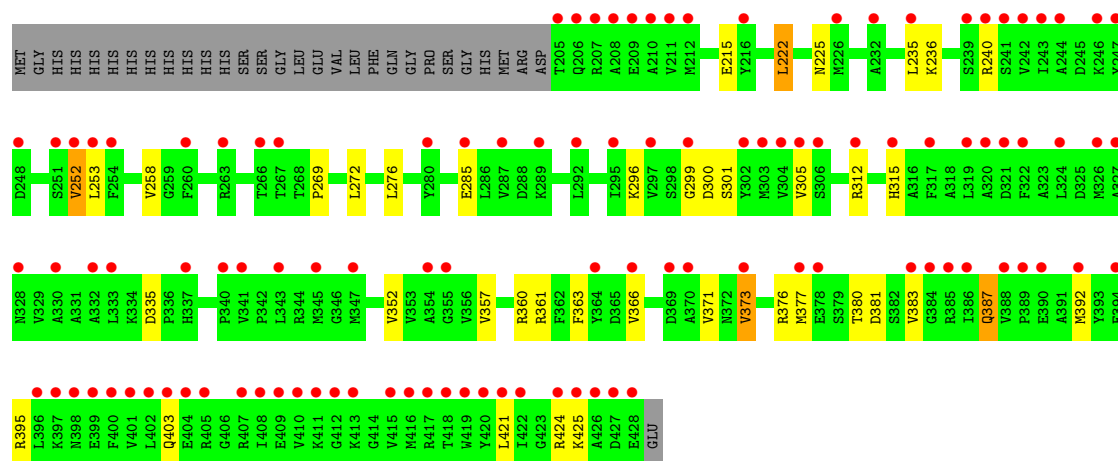 MET GLY HIS HIS HIS HIS HIS HIS HIS HIS HIS HIS SER SER GLY LEU GLU VAL LEU PHE GLN GLY PRO SER GLY HIS MET ARG ASP T205 Q206 R207 A208 E209 A210 V211 M212 E215 Y216 L222 N225 M226 A232 L235 K236 S239 R240 S241 V242 I243 A244 D245 K246 Y247
D248 S251 V252 L253 F254 V258 G259 F260 R263 T266 T267 T268 P269 L272 L276 Y280 E285 L286 V287 D288 K289 L292 I295 K296 V297 S298 G299 D300 S301 Y302 M303 V304 V305 S306 R312 H315 A316 F317 A318 L319 A320 D321 F322 A323 L324 D325 M326
N328 V329 A330 A331 A332 L333 K334 D335 P336 H337 P340 V341 P342 L343 R344 M345 G346 M347 V352 V353 A354 G355 V356 V357 R360 R361 F362 F363 Y364 D365 V366 D369 A370 V371 N372 V373 R376 M377 E378 S379 T380 D381 S382 V383 G384 R385 I386 Q387 V388 P389 E390 A391 M392 Y393
R395 L396 K397 N398 E399 F400 V401 L402 Q403 E404 R405 G406 R407 I408 E409 V410 K411 G412 K413 G414 V415 M416 R417 T418 W419 Y420 L421 I422 G423 R424 K425 A426 D427 E428 GLU